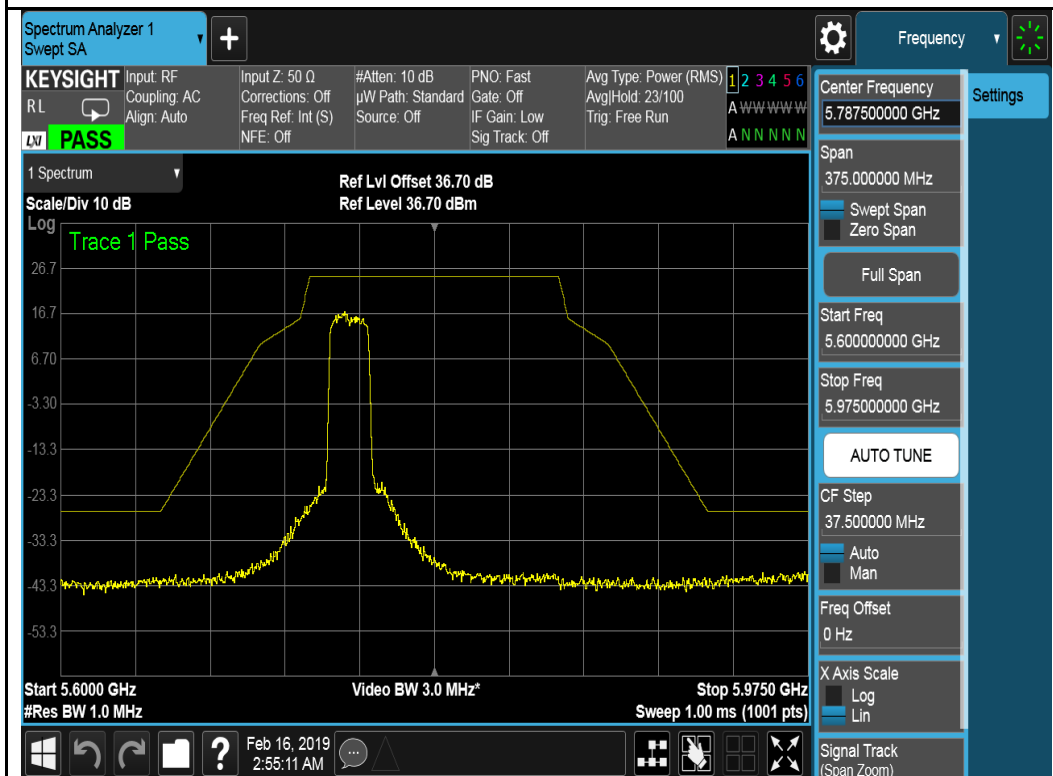 Spectrum Analyzer 1
Swept SA
+
Frequency
KEYSIGHT
RL
LXI
PASS
Input: RF
Coupling: AC
Align: Auto
Input Z: 50 Ω
Corrections: Off
Freq Ref: Int (S)
NFE: Off
#Atten: 10 dB
µW Path: Standard
Source: Off
PNO: Fast
Gate: Off
IF Gain: Low
Sig Track: Off
Avg Type: Power (RMS)
Avg|Hold: 23/100
Trig: Free Run
1 2 3 4 5 6
A W W W W W
A N N N N N
Center Frequency
5.787500000 GHz
Settings
Span
375.000000 MHz
Swept Span
Zero Span
Full Span
Start Freq
5.600000000 GHz
Stop Freq
5.975000000 GHz
AUTO TUNE
CF Step
37.500000 MHz
Auto
Man
Freq Offset
0 Hz
X Axis Scale
Log
Lin
Signal Track
(Span Zoom)
1 Spectrum
Scale/Div 10 dB
Log
Ref Lvl Offset 36.70 dB
Ref Level 36.70 dBm
Trace 1 Pass
26.7
16.7
6.70
-3.30
-13.3
-23.3
-33.3
-43.3
-53.3
Start 5.6000 GHz
#Res BW 1.0 MHz
Video BW 3.0 MHz*
Stop 5.9750 GHz
Sweep 1.00 ms (1001 pts)
?
Feb 16, 2019
2:55:11 AM